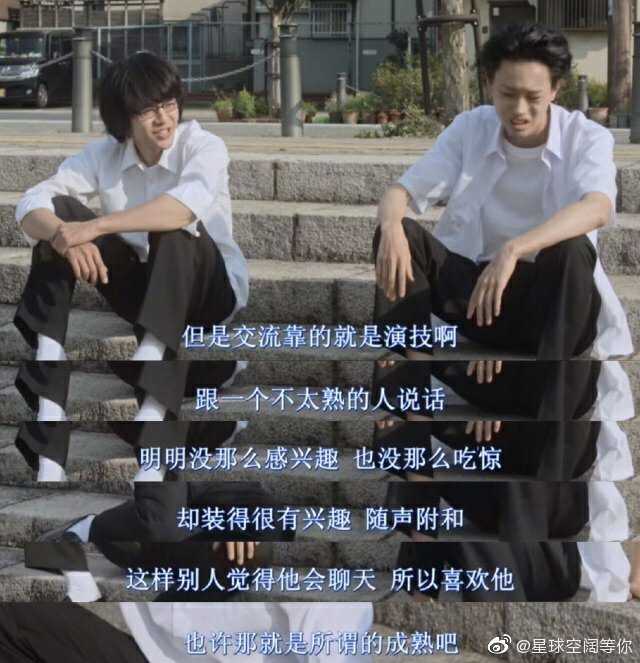 但是交流靠的就是演技啊
跟一个不太熟的人说话
明明没那么感兴趣 也没那么吃惊
却装得很有兴趣 随声附和
这样别人觉得他会聊天 所以喜欢他
也许那就是所谓的成熟吧
@星球空阔等你